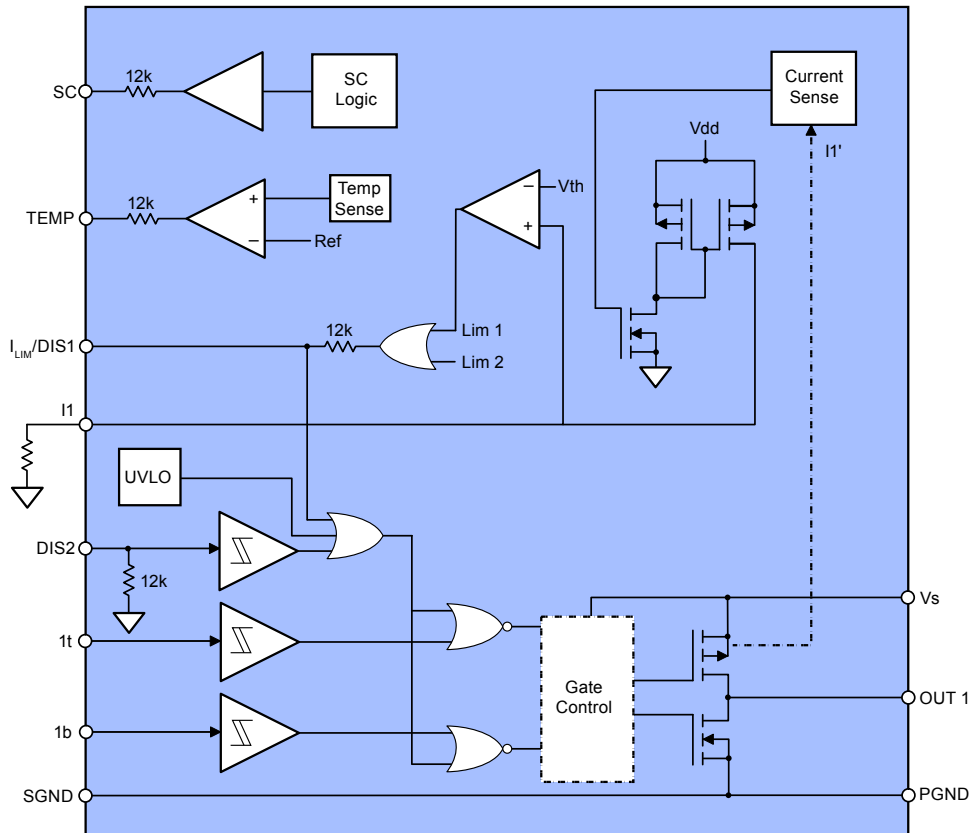 SC
12k
SC
Logic
Current
Sense
I1'
Vdd
TEMP
12k
+
−
Temp
Sense
Ref
−
Vth
+
I_LIM/DIS1
12k
Lim 1
Lim 2
I1
UVLO
DIS2
12k
1t
1b
Gate
Control
Vs
OUT 1
SGND
PGND